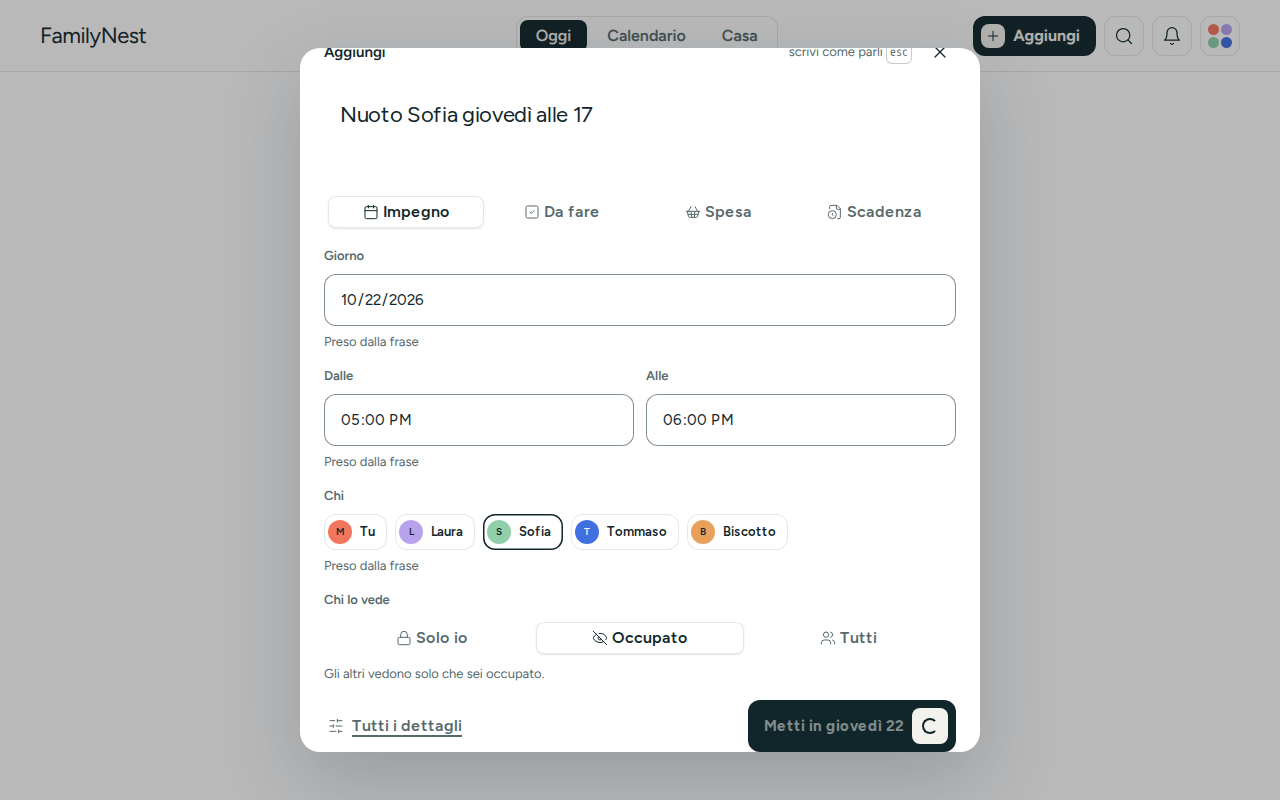 FamilyNest
Oggi Calendario Casa
Aggiungi
Aggiungi scrivi come parli esc
Nuoto Sofia giovedì alle 17
Impegno Da fare Spesa Scadenza
Giorno
10/22/2026
Preso dalla frase
Dalle Alle
05:00 PM 06:00 PM
Preso dalla frase
Chi
M Tu L Laura S Sofia T Tommaso B Biscotto
Preso dalla frase
Chi lo vede
Solo io Occupato Tutti
Gli altri vedono solo che sei occupato.
Tutti i dettagli Metti in giovedì 22